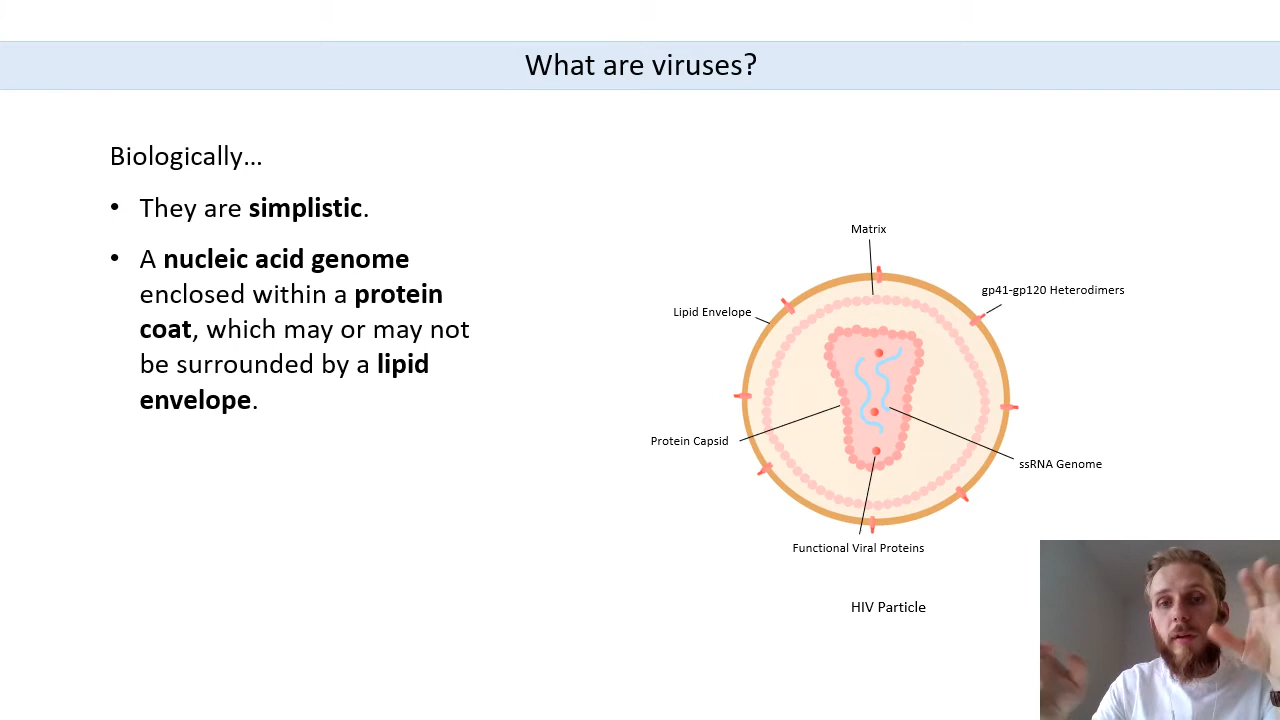 What are viruses?
Biologically…
• They are simplistic.
• A nucleic acid genome
enclosed within a protein
coat, which may or may not
be surrounded by a lipid
envelope.
Matrix
gp41-gp120 Heterodimers
Lipid Envelope
Protein Capsid
ssRNA Genome
Functional Viral Proteins
HIV Particle